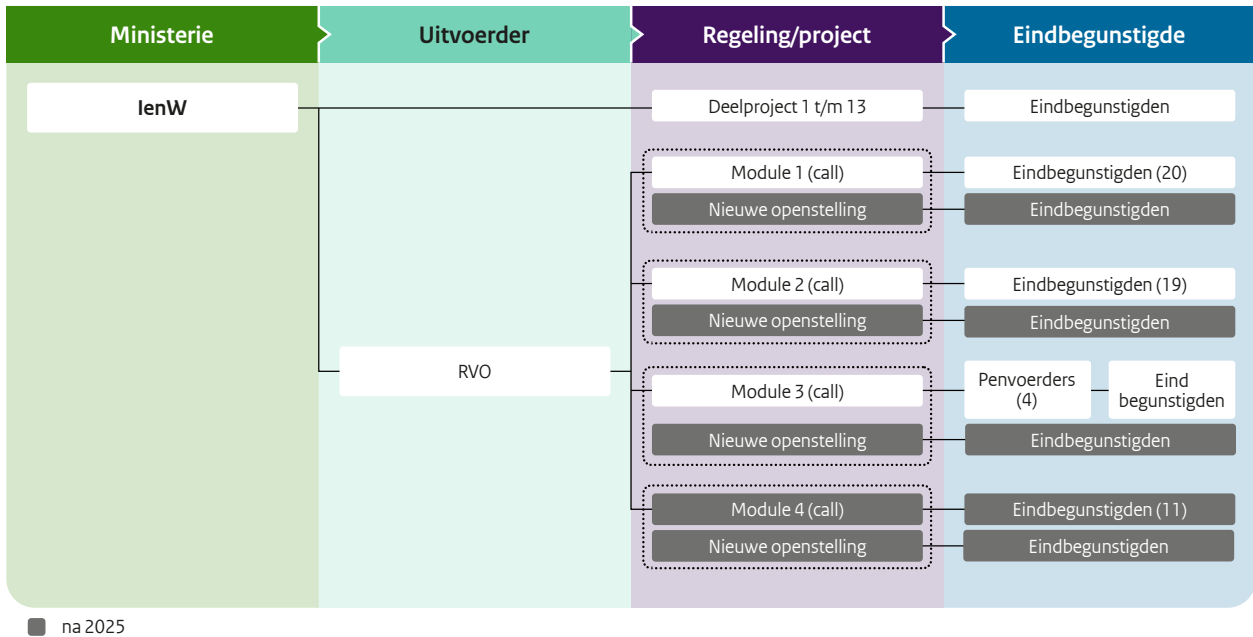 Ministerie
Uitvoerder
Regeling/project
Eindbegunstigde
IenW
Deelproject 1 t/m 13
Eindbegunstigden
Module 1 (call)
Eindbegunstigden (20)
Nieuwe openstelling
Eindbegunstigden
Module 2 (call)
Eindbegunstigden (19)
Nieuwe openstelling
Eindbegunstigden
RVO
Module 3 (call)
Penvoerders
(4)
Eind
begunstigden
Nieuwe openstelling
Eindbegunstigden
Module 4 (call)
Eindbegunstigden (11)
Nieuwe openstelling
Eindbegunstigden
na 2025